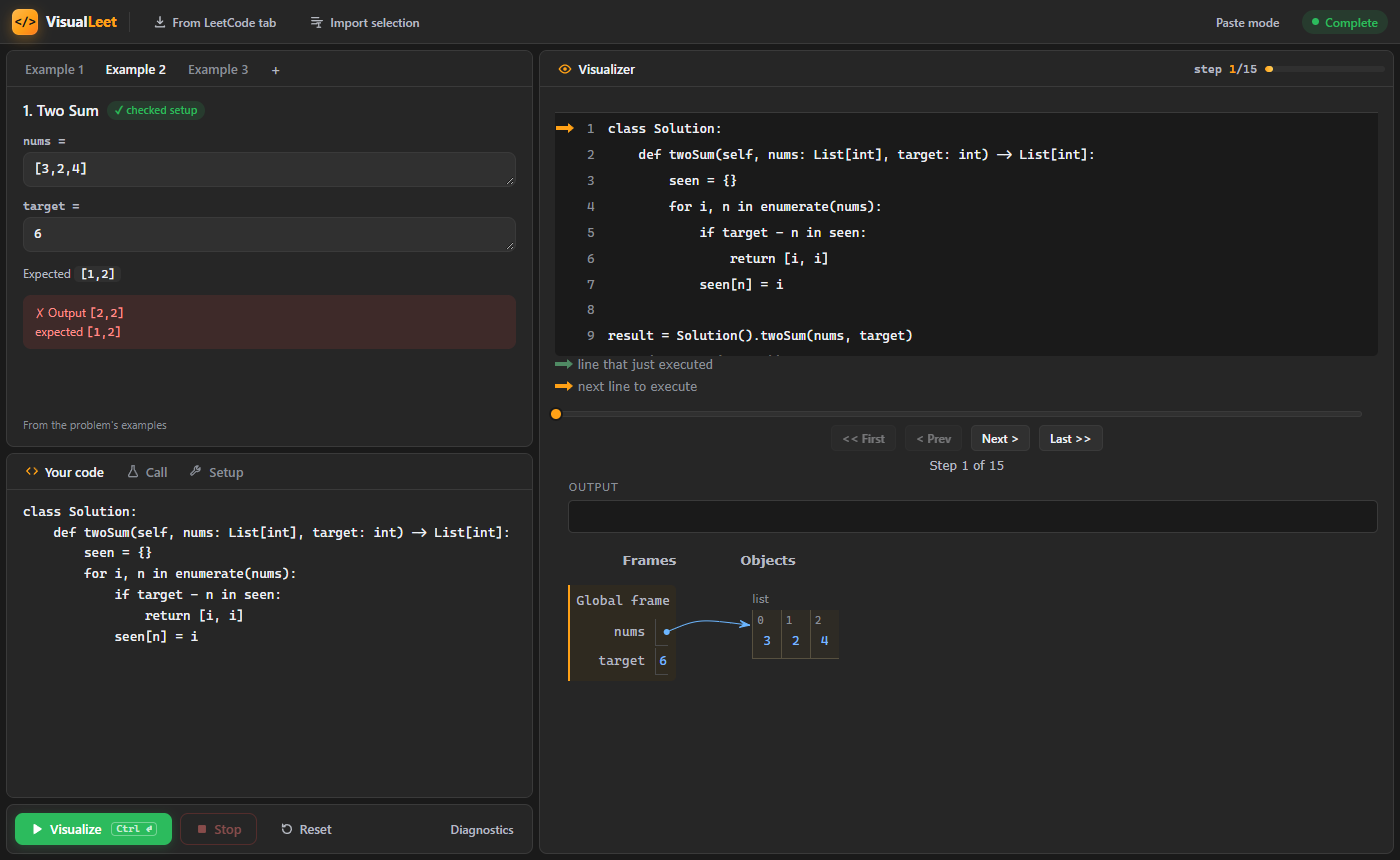 </> VisualLeet From LeetCode tab Import selection Paste mode Complete
Example 1 Example 2 Example 3 +
1. Two Sum ✓ checked setup
nums =
[3,2,4]
target =
6
Expected [1,2]
✗ Output [2,2]
expected [1,2]
From the problem's examples
Your code Call Setup
class Solution:
    def twoSum(self, nums: List[int], target: int) -> List[int]:
        seen = {}
        for i, n in enumerate(nums):
            if target - n in seen:
                return [i, i]
            seen[n] = i
Visualize Ctrl ⏎ Stop Reset Diagnostics
Visualizer step 1/15
1 class Solution:
2     def twoSum(self, nums: List[int], target: int) -> List[int]:
3         seen = {}
4         for i, n in enumerate(nums):
5             if target - n in seen:
6                 return [i, i]
7             seen[n] = i
8
9 result = Solution().twoSum(nums, target)
line that just executed
next line to execute
<< First < Prev Next > Last >>
Step 1 of 15
OUTPUT
Frames Objects
Global frame
nums
target 6
list
0 1 2
3 2 4